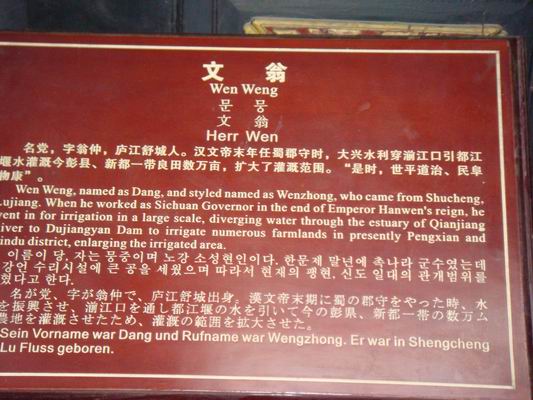 文 翁
Wen Weng
문 뭉
文 翁
Herr Wen
名党，字翁仲，庐江舒城人。汉文帝末年任蜀郡守时，大兴水利穿湔江口引都江
堰水灌溉今彭县、新都一带良田数万亩，扩大了灌溉范围。“是时，世平道治、民阜
物康”。
Wen Weng, named as Dang, and styled named as Wenzhong, who came from Shucheng,
Lujiang. When he worked as Sichuan Governor in the end of Emperor Hanwen's reign, he
went in for irrigation in a large scale, diverging water through the estuary of Qianjiang
River to Dujiangyan Dam to irrigate numerous farmlands in presently Pengxian and
indu district, enlarging the irrigated area.
이름이 당, 자는 뭉중이며 노강 소성현인이다. 한문제 말년에 촉나라 군수였는데
강언 수리시설에 큰 공을 세웠으며 따라서 현재의 팽현, 신도 일대의 관개범위를
혔다고 한다.
名が党、字が翁仲で、庐江舒城出身。漢文帝末期に蜀の郡守をやった時、水
を振興させ、湔江口を通し都江堰の水を引いて今の彭県、新都一帯の数万ム
農地を灌漑させたため、灌漑の範囲を拡大させた。
Sein Vorname war Dang und Rufname war Wengzhong. Er war in Shengcheng
Lu Fluss geboren.